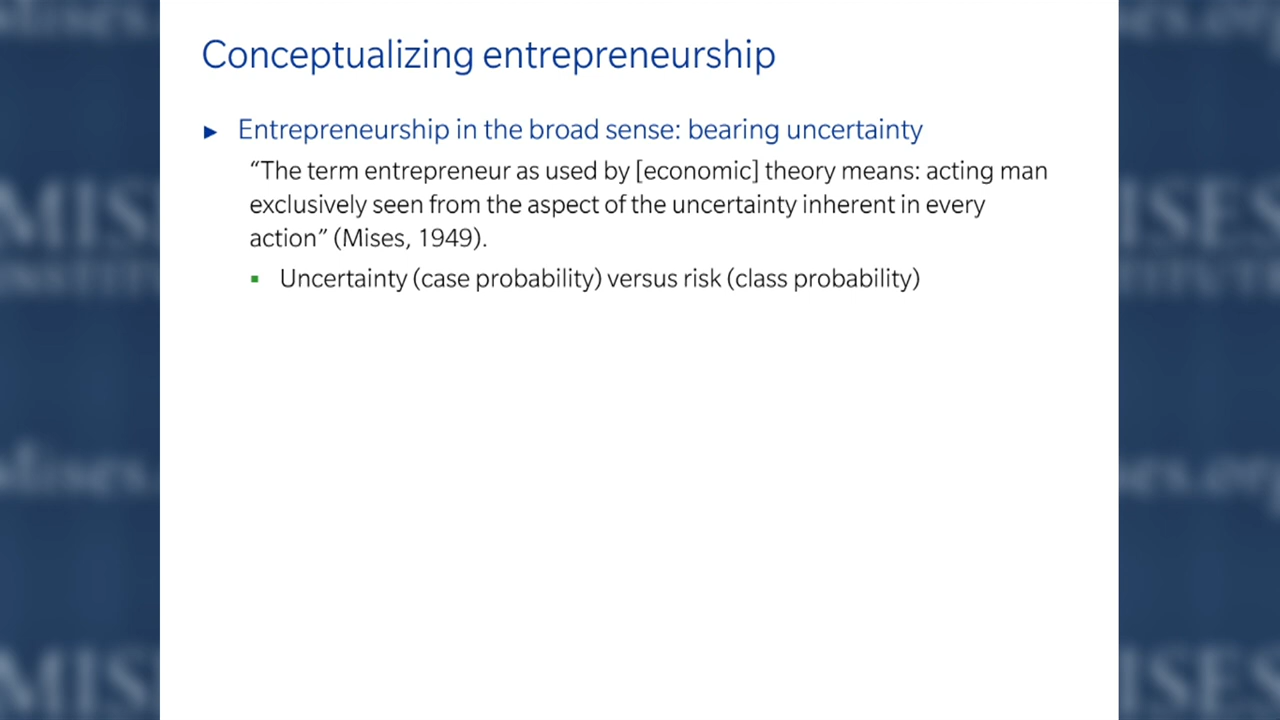 Conceptualizing entrepreneurship
► Entrepreneurship in the broad sense: bearing uncertainty
“The term entrepreneur as used by [economic] theory means: acting man
exclusively seen from the aspect of the uncertainty inherent in every
action” (Mises, 1949).
▪ Uncertainty (case probability) versus risk (class probability)